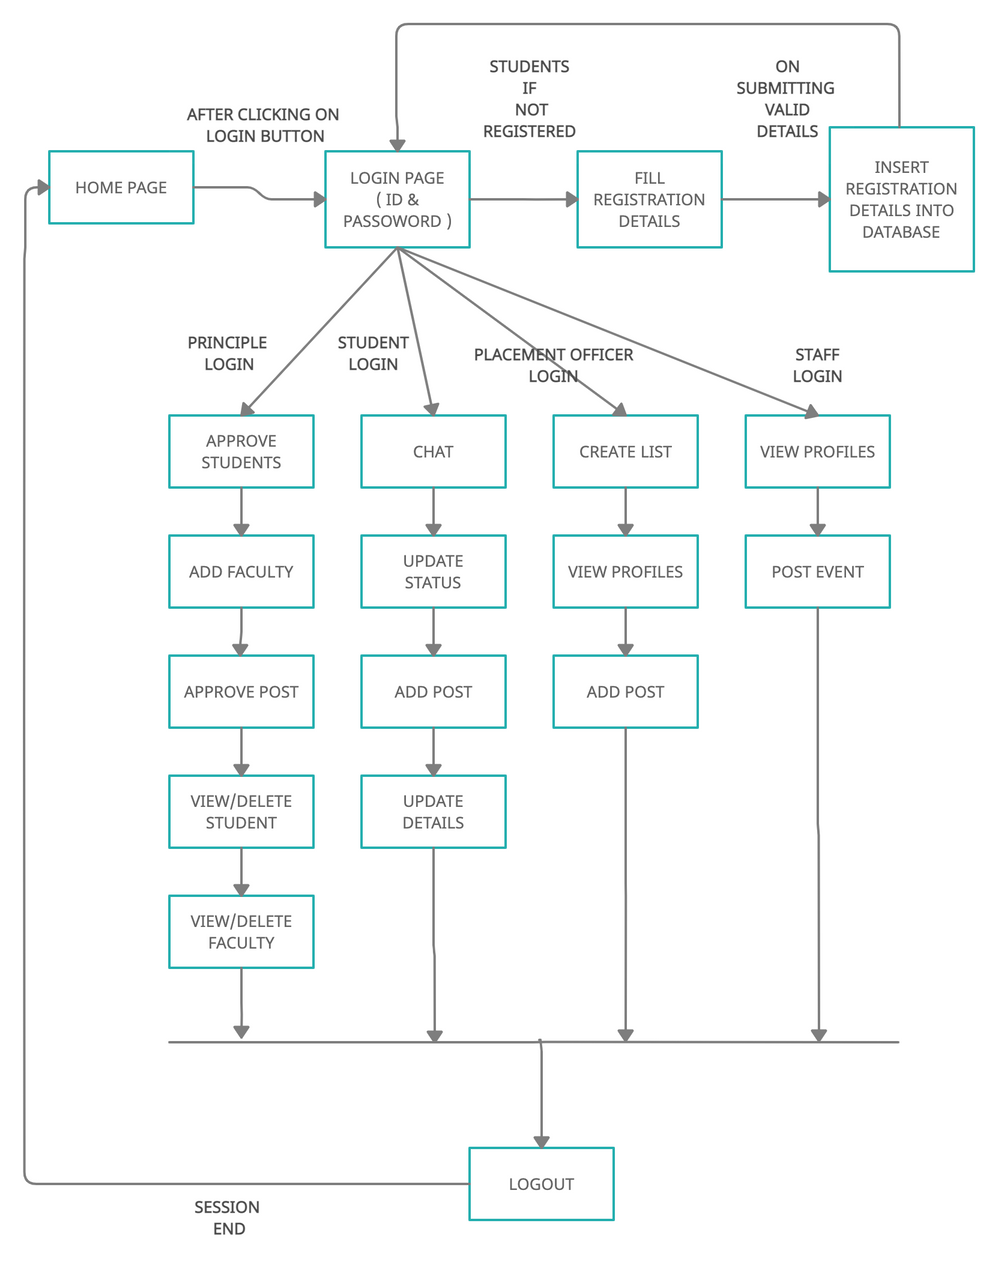 STUDENTS
IF
NOT
REGISTERED
ON
SUBMITTING
VALID
DETAILS
AFTER CLICKING ON
LOGIN BUTTON
HOME PAGE
LOGIN PAGE
( ID &
PASSOWORD )
FILL
REGISTRATION
DETAILS
INSERT
REGISTRATION
DETAILS INTO
DATABASE
PRINCIPLE
LOGIN
STUDENT
LOGIN
PLACEMENT OFFICER
LOGIN
STAFF
LOGIN
APPROVE
STUDENTS
CHAT
CREATE LIST
VIEW PROFILES
ADD FACULTY
UPDATE
STATUS
VIEW PROFILES
POST EVENT
APPROVE POST
ADD POST
ADD POST
VIEW/DELETE
STUDENT
UPDATE
DETAILS
VIEW/DELETE
FACULTY
LOGOUT
SESSION
END